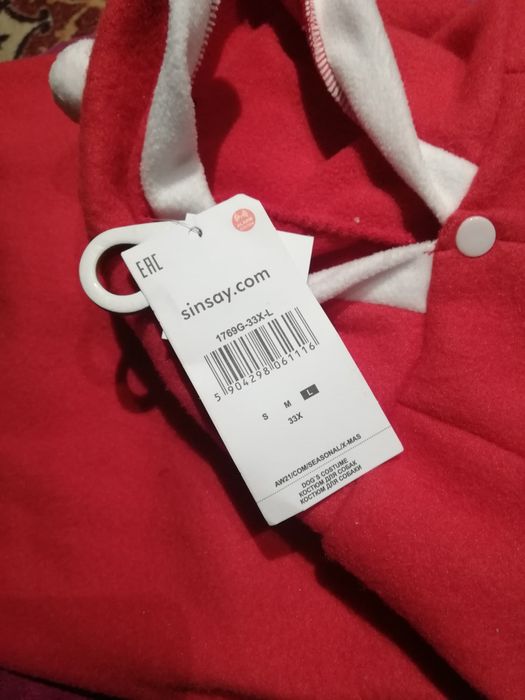 EAC
sinsay.com
1769G-33X-L
5 904298 061116
S M L
33X
AW21/COM/SEASONAL/X-MAS
DOG`S COSTUME
КОСТЮМ ДЛЯ СОБАК
КОСТЮМ ДЛЯ СОБАКИ